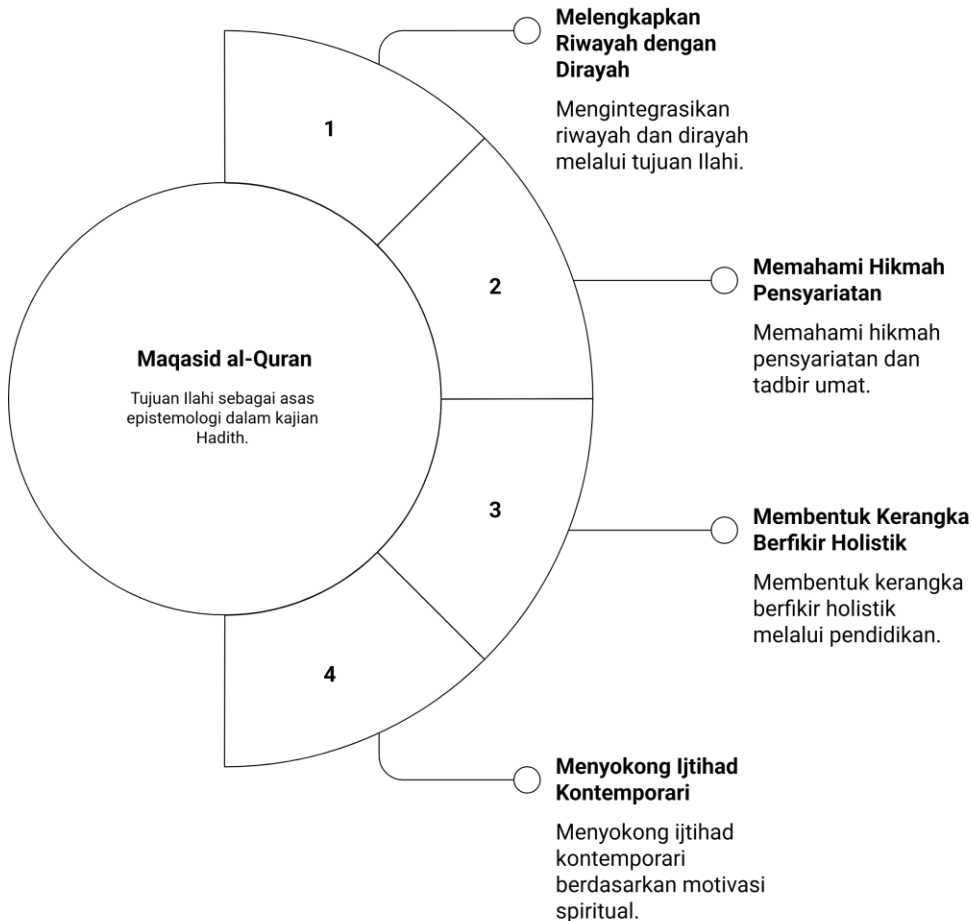 Melengkapkan
Riwayah dengan
Dirayah
Mengintegrasikan
riwayah dan dirayah
melalui tujuan Ilahi.
1
2
Memahami Hikmah
Pensyariatan
Memahami hikmah
pensyariatan dan
tadbir umat.
Maqasid al-Quran
Tujuan Ilahi sebagai asas
epistemologi dalam kajian
Hadith.
3
Membentuk Kerangka
Berfikir Holistik
Membentuk kerangka
berfikir holistik
melalui pendidikan.
4
Menyokong Ijtihad
Kontemporari
Menyokong ijtihad
kontemporari
berdasarkan motivasi
spiritual.